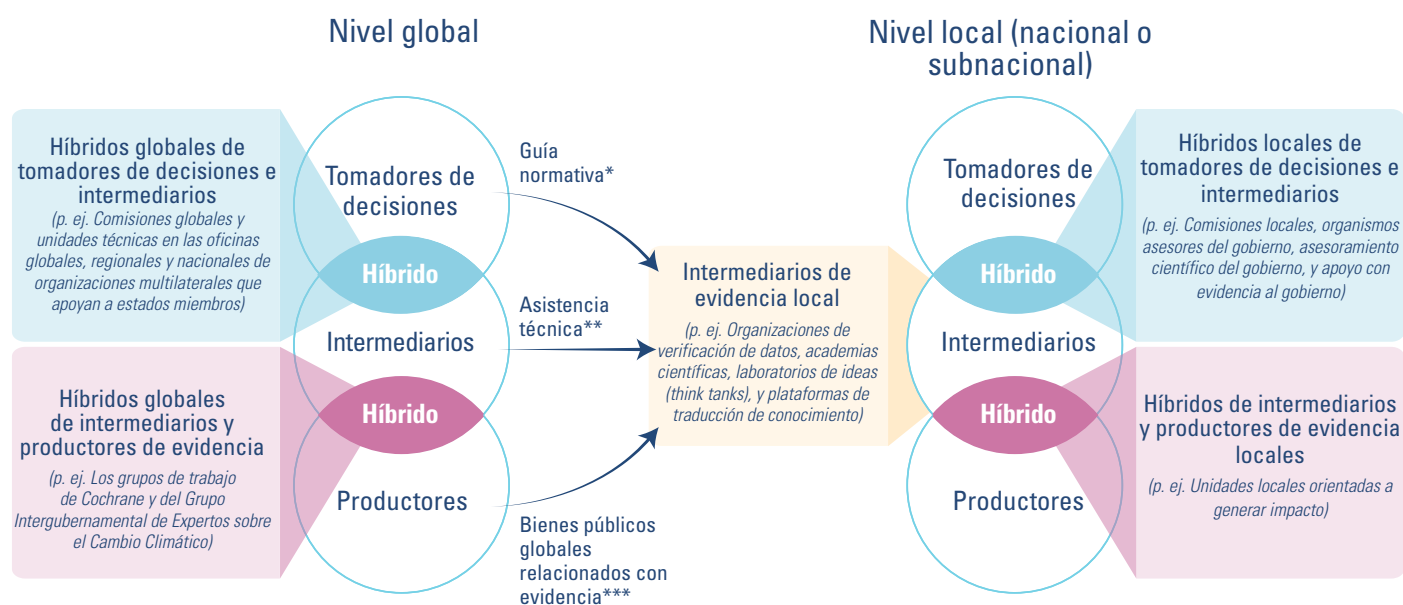 Nivel global
Nivel local (nacional o
subnacional)
Híbridos globales de
tomadores de decisiones e
intermediarios
(p. ej. Comisiones globales y
unidades técnicas en las oficinas
globales, regionales y nacionales de
organizaciones multilaterales que
apoyan a estados miembros)
Híbridos globales
de intermediarios y
productores de evidencia
(p. ej. Los grupos de trabajo
de Cochrane y del Grupo
Intergubernamental de Expertos sobre
el Cambio Climático)
Tomadores de
decisiones
Híbrido
Intermediarios
Híbrido
Productores
Guía
normativa*
Asistencia
técnica**
Bienes públicos
globales
relacionados con
evidencia***
Intermediarios de
evidencia local
(p. ej. Organizaciones de
verificación de datos, academias
científicas, laboratorios de ideas
(think tanks), y plataformas de
traducción de conocimiento)
Tomadores de
decisiones
Híbrido
Intermediarios
Híbrido
Productores
Híbridos locales de
tomadores de decisiones e
intermediarios
(p. ej. Comisiones locales, organismos
asesores del gobierno, asesoramiento
científico del gobierno, y apoyo con
evidencia al gobierno)
Híbridos de intermediarios
y productores de evidencia
locales
(p. ej. Unidades locales orientadas a
generar impacto)